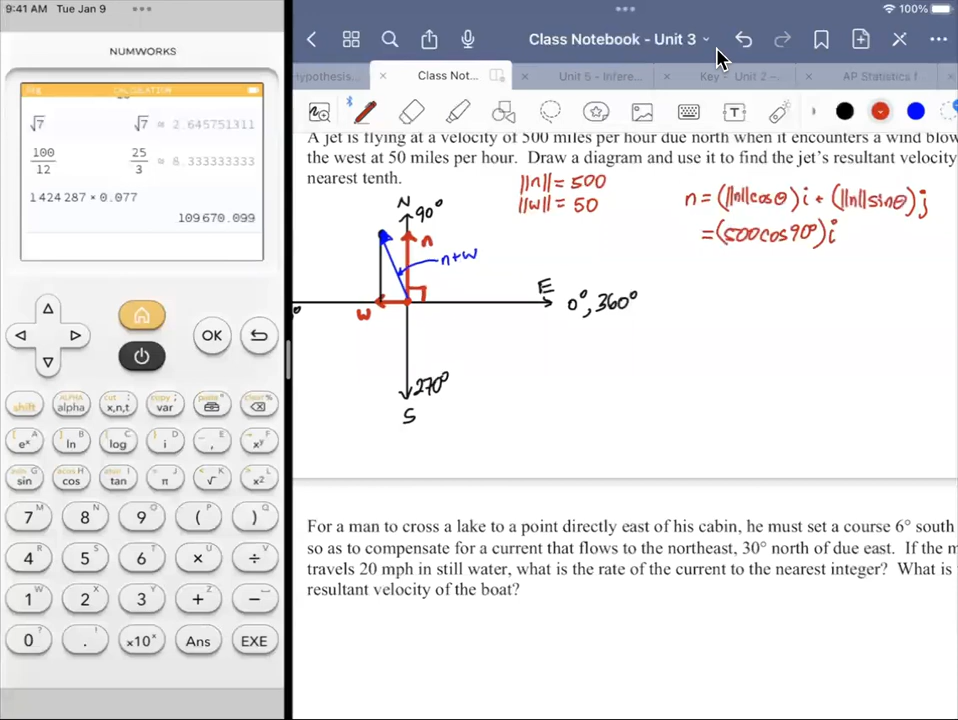 9:41 AM Tue Jan 9
100%
NUMWORKS
CALCULATION
√7
√7 ≈ 2.645751311
100/12
25/3 ≈ 8.333333333
1 424 287 × 0.077
109 670.099
OK
shift
alpha
x,n,t
var
eˣ
ln
log
i
,
xʸ
sin
cos
tan
π
√
x²
7
8
9
(
)
4
5
6
×
÷
1
2
3
+
−
0
.
×10ˣ
Ans
EXE
Class Notebook - Unit 3
Hypothesis...
Class Not...
Unit 5 - Infere...
Key - Unit 2 –...
AP Statistics
A jet is flying at a velocity of 500 miles per hour due north when it encounters a wind blow
the west at 50 miles per hour. Draw a diagram and use it to find the jet's resultant velocity
nearest tenth.
||n|| = 500
||w|| = 50
n = (||n||cosθ)i + (||n||sinθ)j
= (500cos90°)i
N
90°
n
n+w
E
0°, 360°
w
270°
S
For a man to cross a lake to a point directly east of his cabin, he must set a course 6° south
so as to compensate for a current that flows to the northeast, 30° north of due east. If the m
travels 20 mph in still water, what is the rate of the current to the nearest integer? What is
resultant velocity of the boat?